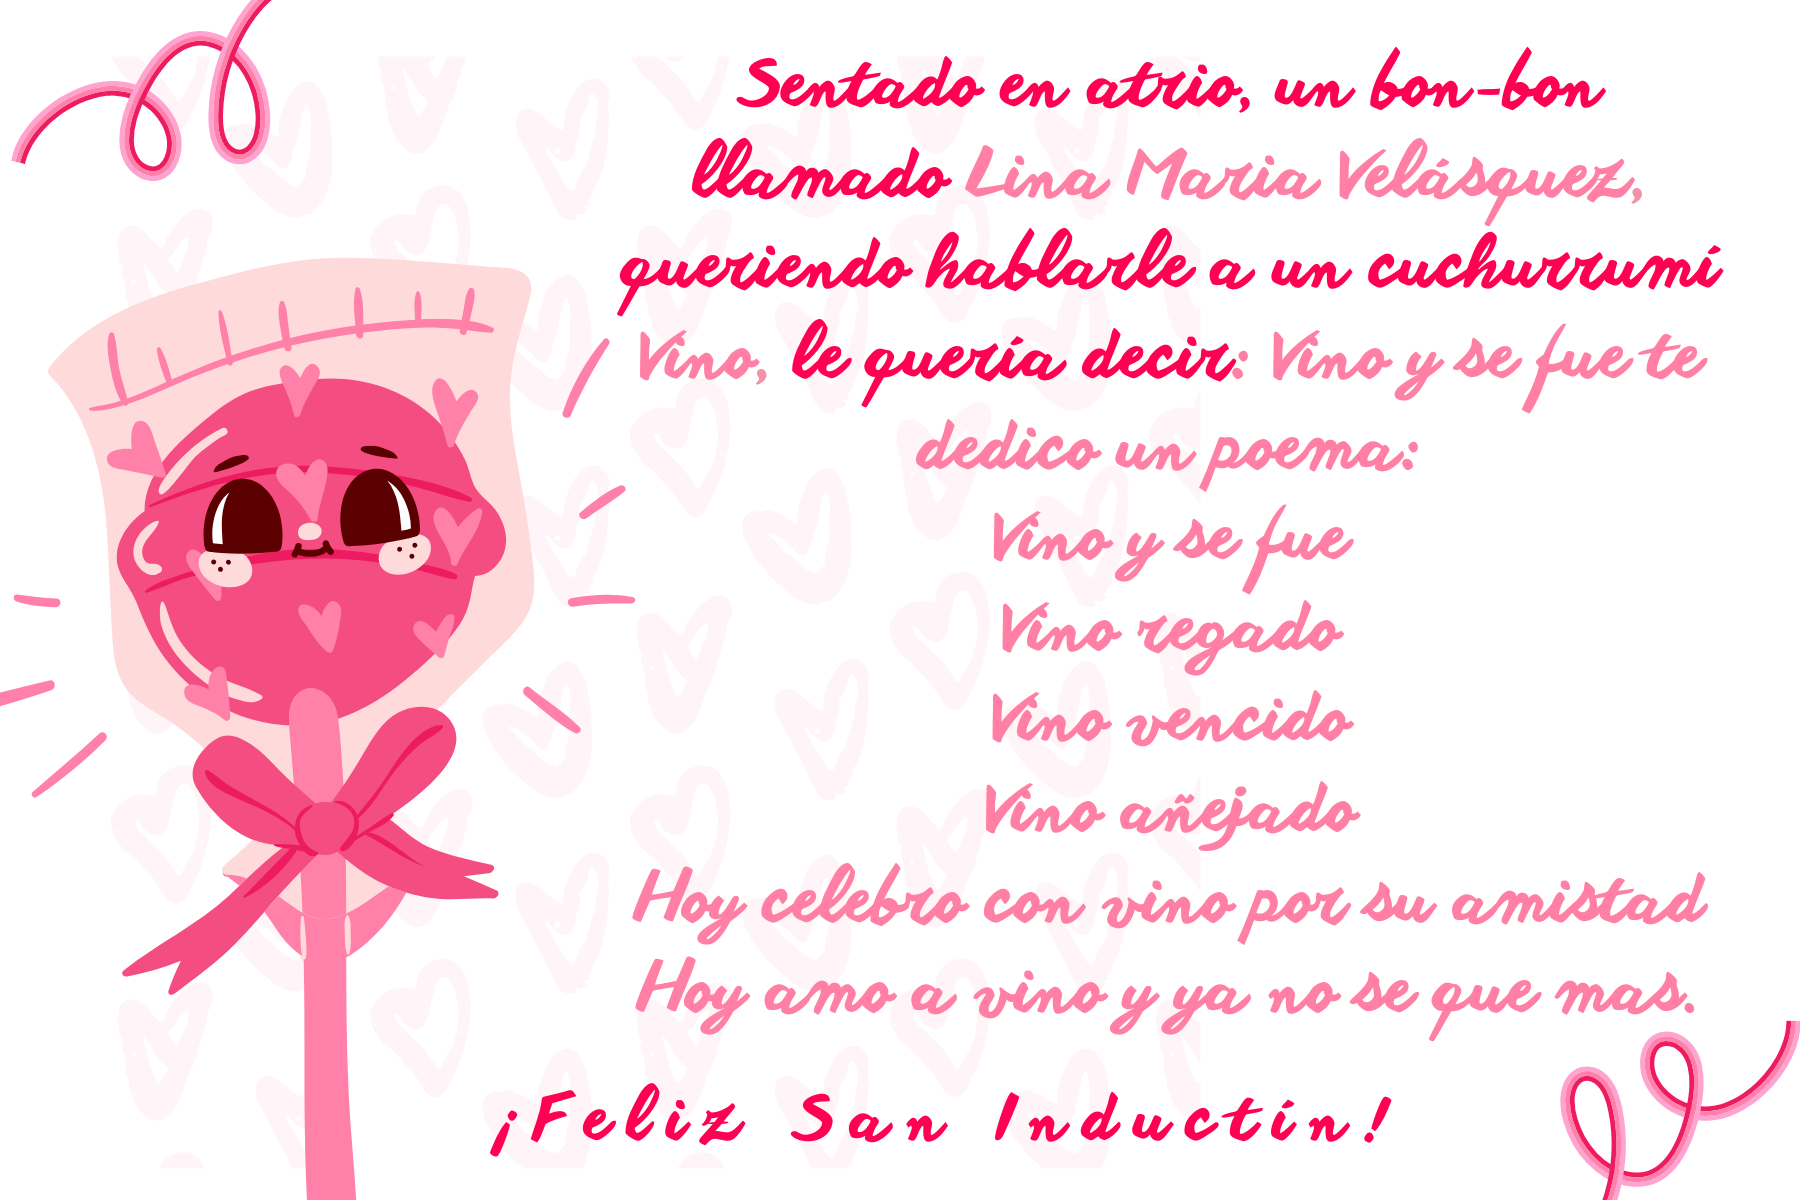 Sentado en atrio, un bon-bon
llamado Lina Maria Velásquez,
queriendo hablarle a un cuchurrumí
Vino, le quería decir: Vino y se fue te
dedico un poema:
Vino y se fue
Vino regado
Vino vencido
Vino añejado
Hoy celebro con vino por su amistad
Hoy amo a vino y ya no se que mas.
¡Feliz San Inductín!